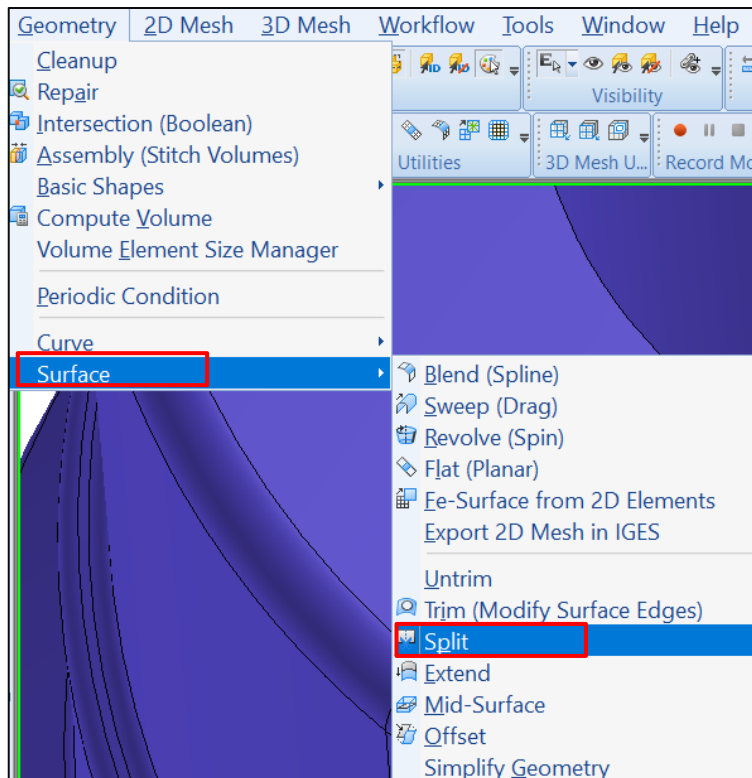 Geometry 2D Mesh 3D Mesh Workflow Tools Window Help
Cleanup
Repair
Intersection (Boolean)
Assembly (Stitch Volumes)
Basic Shapes
Compute Volume
Volume Element Size Manager
Periodic Condition
Curve
Surface
ID
E
Visibility
Utilities
3D Mesh U...
Record Mo
Blend (Spline)
Sweep (Drag)
Revolve (Spin)
Flat (Planar)
Fe-Surface from 2D Elements
Export 2D Mesh in IGES
Untrim
Trim (Modify Surface Edges)
Split
Extend
Mid-Surface
Offset
Simplify Geometry